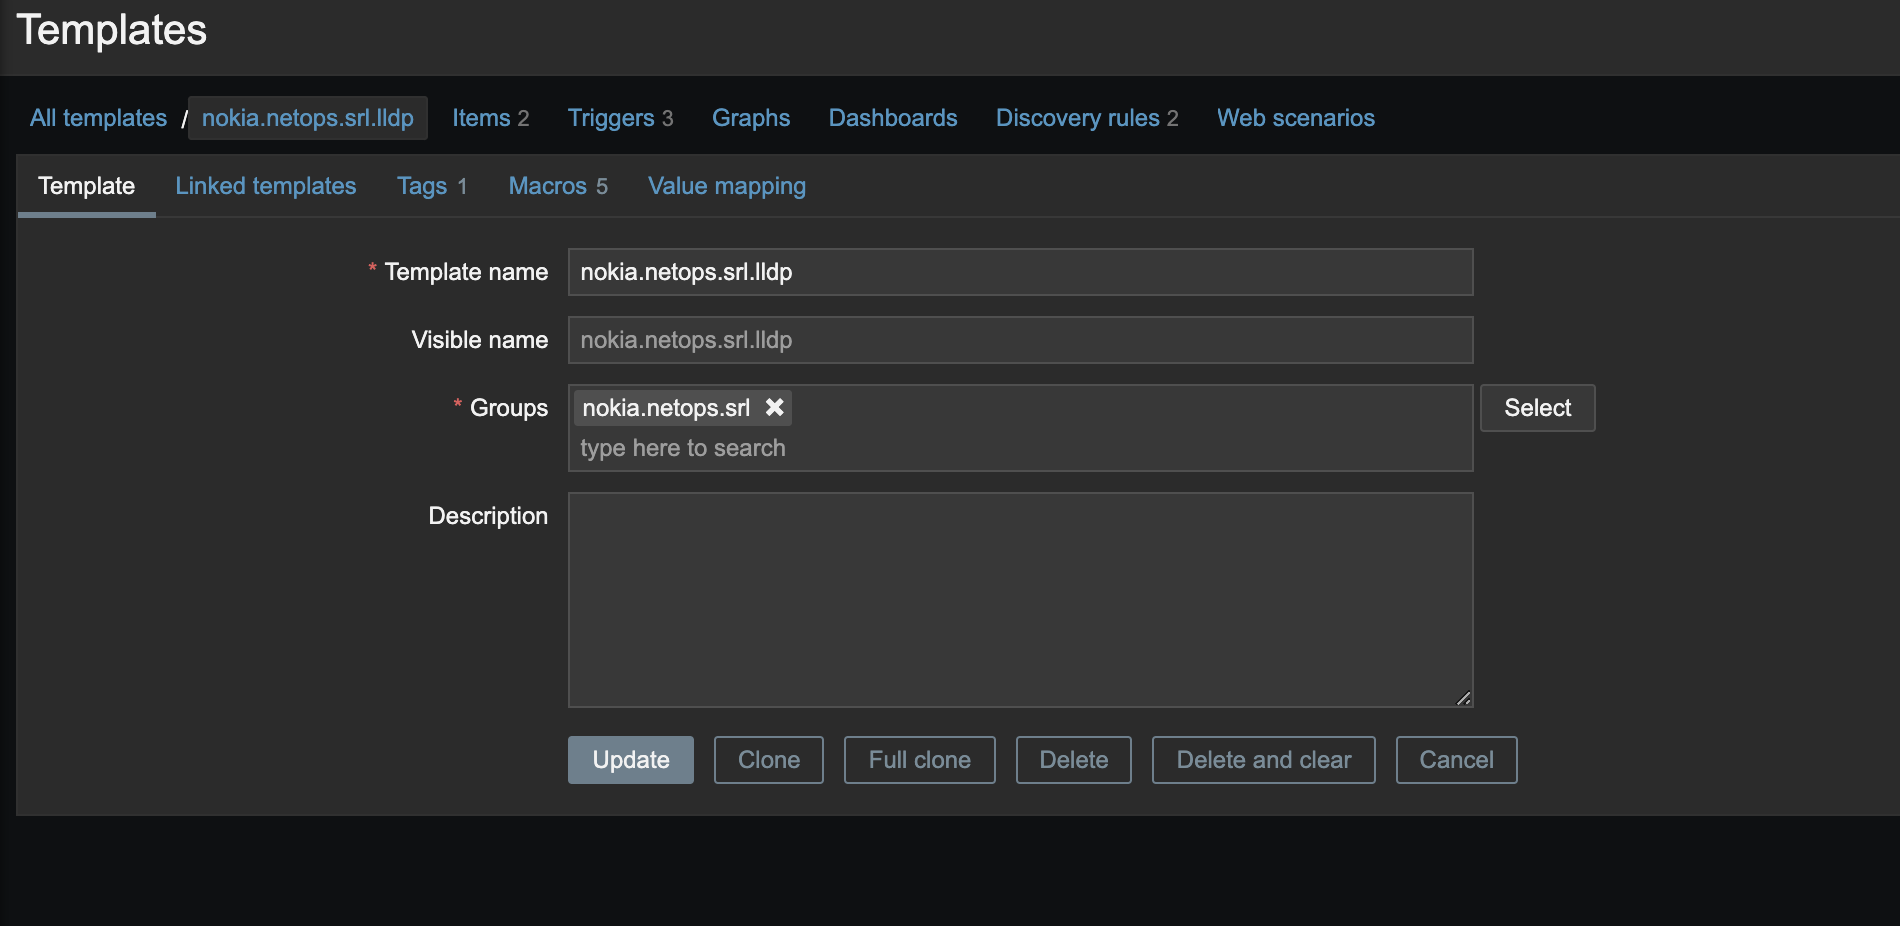 Templates
All templates / nokia.netops.srl.lldp Items 2 Triggers 3 Graphs Dashboards Discovery rules 2 Web scenarios
Template Linked templates Tags 1 Macros 5 Value mapping
* Template name nokia.netops.srl.lldp
Visible name nokia.netops.srl.lldp
* Groups nokia.netops.srl ✖ Select
type here to search
Description
Update Clone Full clone Delete Delete and clear Cancel